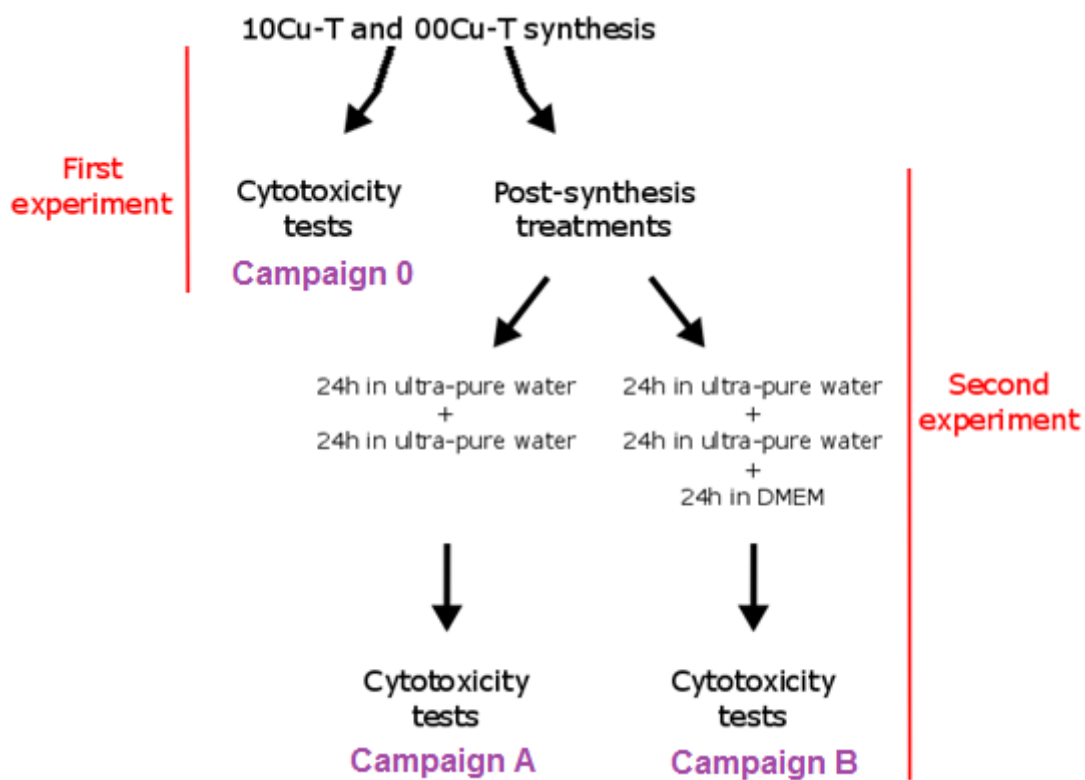 10Cu-T and 00Cu-T synthesis
First
experiment
Cytotoxicity
tests
Campaign 0
Post-synthesis
treatments
24h in ultra-pure water
+
24h in ultra-pure water
24h in ultra-pure water
+
24h in ultra-pure water
+
24h in DMEM
Second
experiment
Cytotoxicity
tests
Campaign A
Cytotoxicity
tests
Campaign B